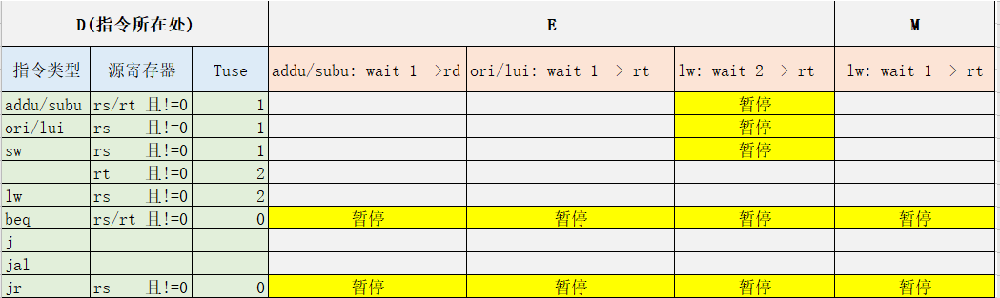 D(指令所在处) E M
指令类型 源寄存器 Tuse addu/subu: wait 1 ->rd ori/lui: wait 1 -> rt lw: wait 2 -> rt lw: wait 1 -> rt
addu/subu rs/rt 且!=0 1 暂停
ori/lui rs 且!=0 1 暂停
sw rs 且!=0 1 暂停
rt 且!=0 2
lw rs 且!=0 2
beq rs/rt 且!=0 0 暂停 暂停 暂停 暂停
j
jal
jr rs 且!=0 0 暂停 暂停 暂停 暂停